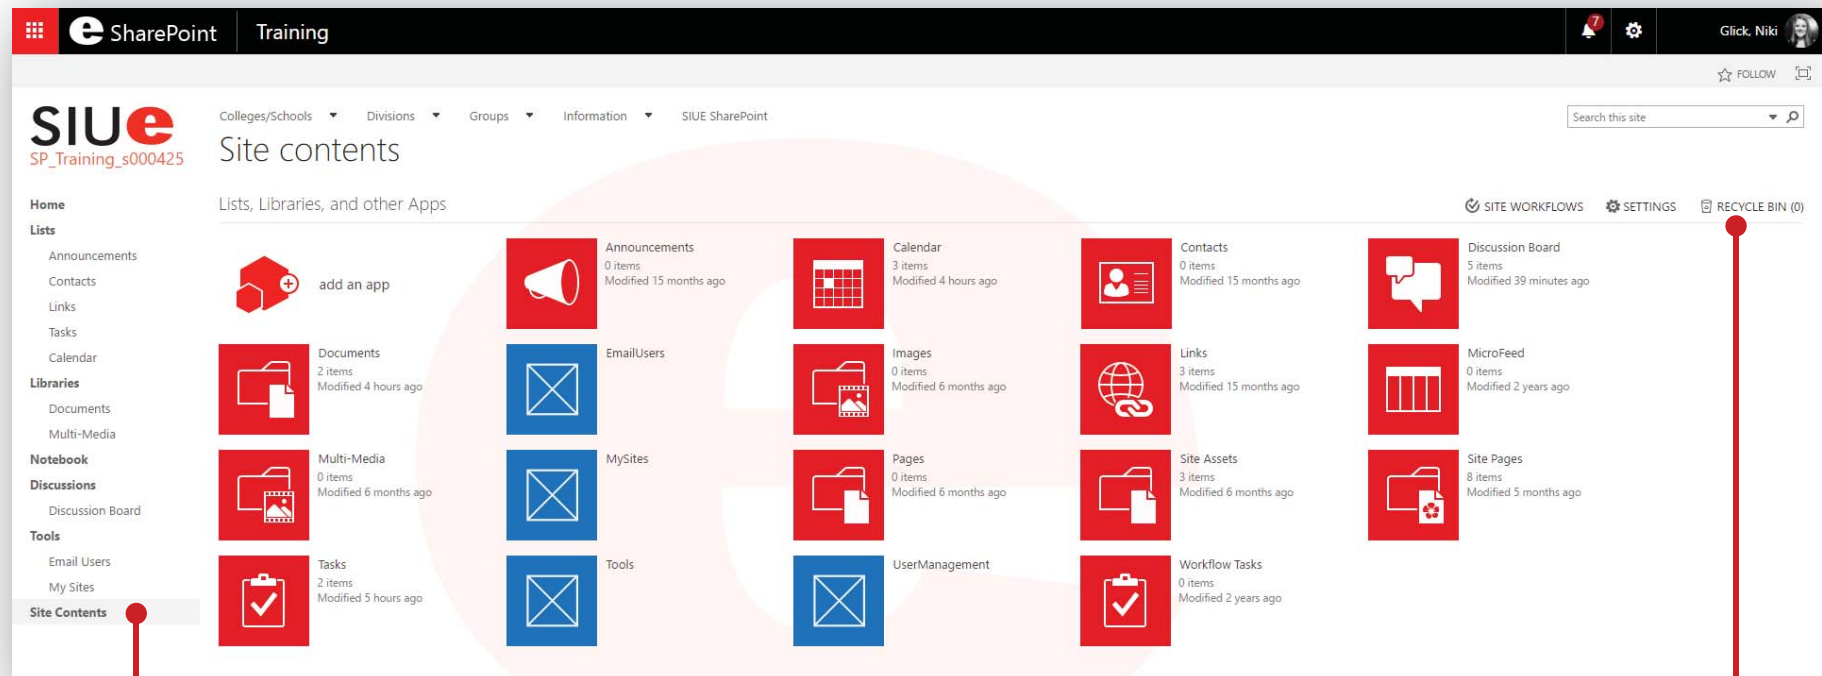 e SharePoint Training
7
Glick, Niki
FOLLOW
SIUe
SP_Training_s000425
Colleges/Schools Divisions Groups Information SIUE SharePoint
Search this site
Site contents
Home
Lists
Announcements
Contacts
Links
Tasks
Calendar
Libraries
Documents
Multi-Media
Notebook
Discussions
Discussion Board
Tools
Email Users
My Sites
Site Contents
Lists, Libraries, and other Apps
SITE WORKFLOWS SETTINGS RECYCLE BIN (0)
add an app
Announcements
0 items
Modified 15 months ago
Calendar
3 items
Modified 4 hours ago
Contacts
0 items
Modified 15 months ago
Discussion Board
5 items
Modified 39 minutes ago
Documents
2 items
Modified 4 hours ago
EmailUsers
Images
0 items
Modified 6 months ago
Links
3 items
Modified 15 months ago
MicroFeed
0 items
Modified 2 years ago
Multi-Media
0 items
Modified 6 months ago
MySites
Pages
0 items
Modified 6 months ago
Site Assets
3 items
Modified 6 months ago
Site Pages
8 items
Modified 5 months ago
Tasks
2 items
Modified 5 hours ago
Tools
UserManagement
Workflow Tasks
0 items
Modified 2 years ago